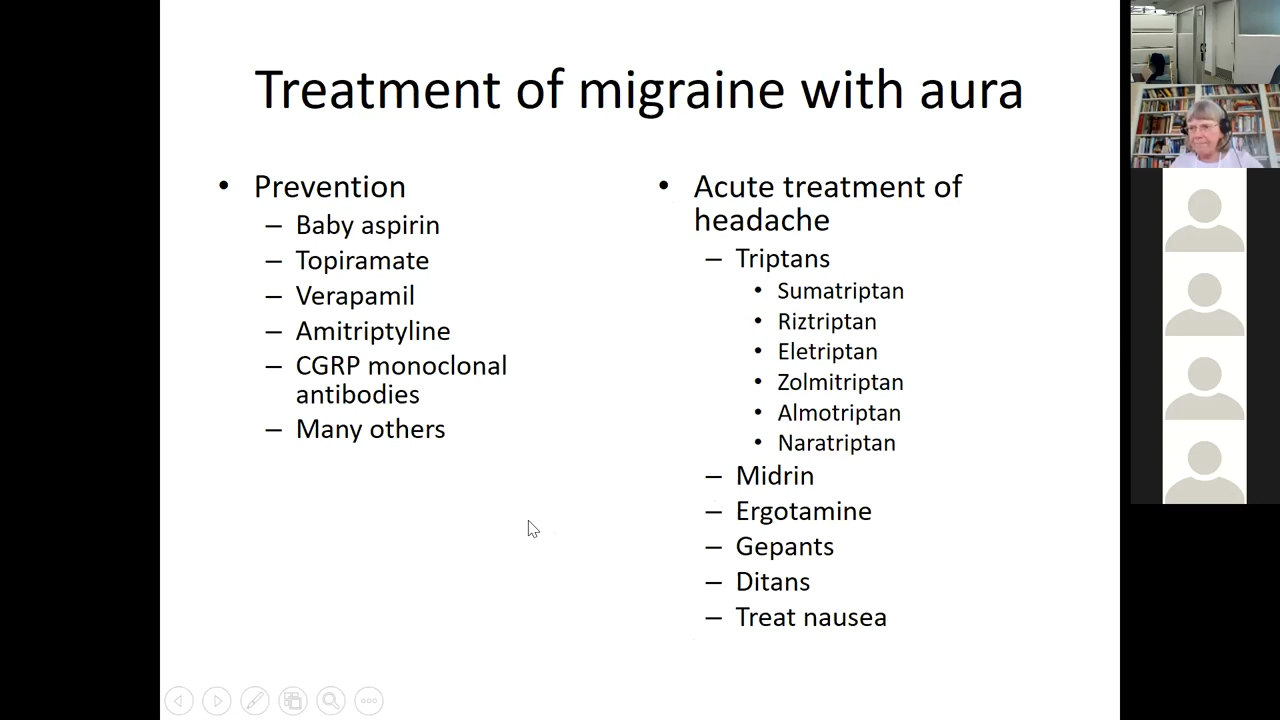 Treatment of migraine with aura
• Prevention
– Baby aspirin
– Topiramate
– Verapamil
– Amitriptyline
– CGRP monoclonal
antibodies
– Many others
• Acute treatment of
headache
– Triptans
• Sumatriptan
• Riztriptan
• Eletriptan
• Zolmitriptan
• Almotriptan
• Naratriptan
– Midrin
– Ergotamine
– Gepants
– Ditans
– Treat nausea